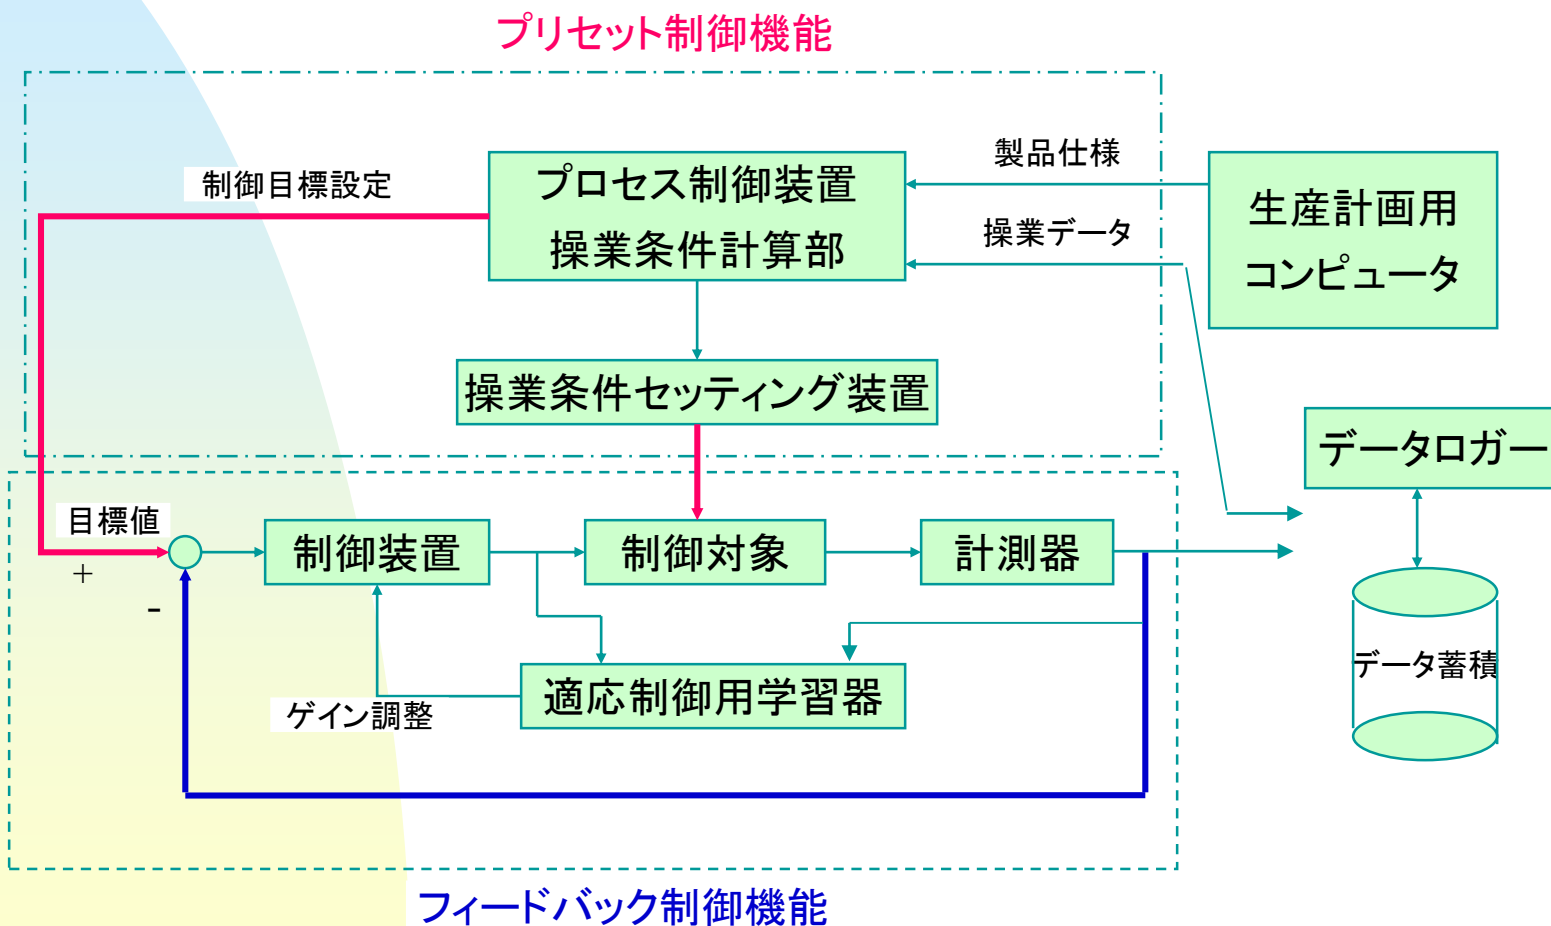 プリセット制御機能
製品仕様
制御目標設定
プロセス制御装置
操業条件計算部
生産計画用
コンピュータ
操業データ
操業条件セッティング装置
データロガー
目標値
+
-
制御装置
制御対象
計測器
データ蓄積
適応制御用学習器
ゲイン調整
フィードバック制御機能